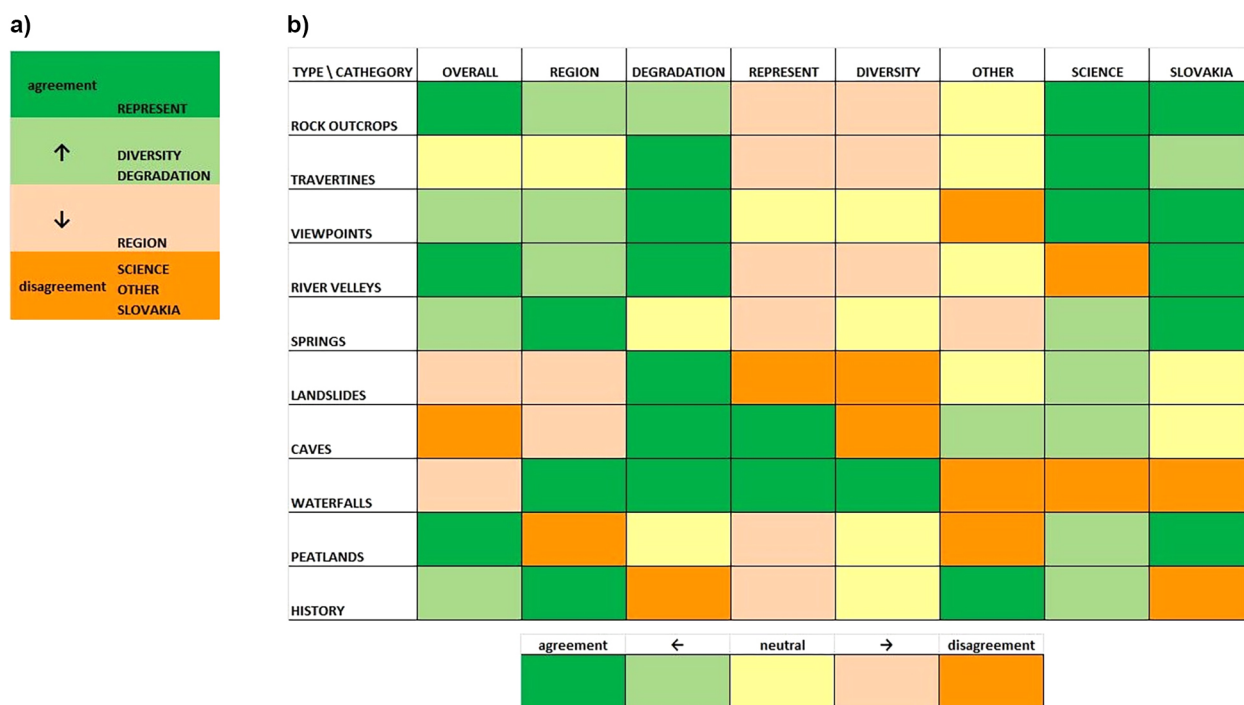 a)
agreement
REPRESENT
↑
DIVERSITY
DEGRADATION
↓
REGION
disagreement
SCIENCE
OTHER
SLOVAKIA
b)
TYPE \ CATHEGORY OVERALL REGION DEGRADATION REPRESENT DIVERSITY OTHER SCIENCE SLOVAKIA
ROCK OUTCROPS
TRAVERTINES
VIEWPOINTS
RIVER VELLEYS
SPRINGS
LANDSLIDES
CAVES
WATERFALLS
PEATLANDS
HISTORY
agreement ← neutral → disagreement